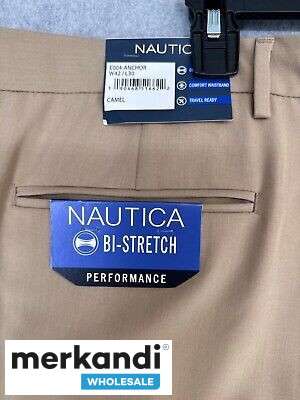 NAUTICA
E004-ANCHOR
W42 / L30
CAMEL
COMFORT WAISTBAND
TRAVEL READY
NAUTICA
BI-STRETCH
PERFORMANCE
merkandi
WHOLESALE